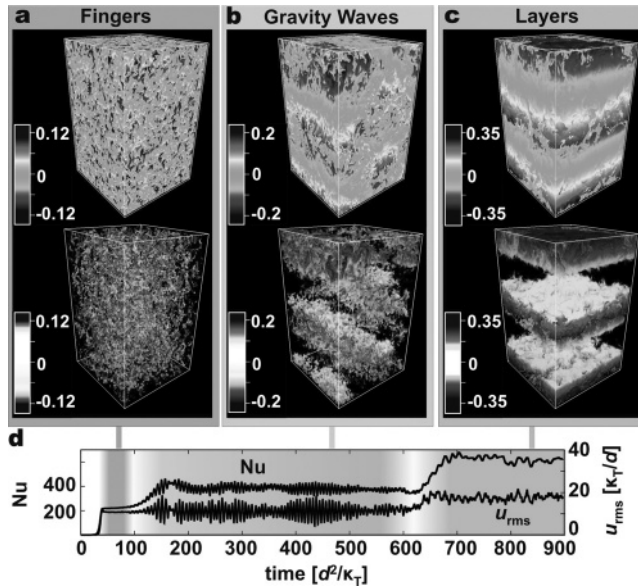 a Fingers
b Gravity Waves
c Layers
0.12
0
-0.12
0.2
0
-0.2
0.35
0
-0.35
0.12
0
-0.12
0.2
0
-0.2
0.35
0
-0.35
d
Nu
400
200
Nu
u_rms
40
20
0
u_rms [κ_T/d]
0 100 200 300 400 500 600 700 800 900
time [d²/κ_T]